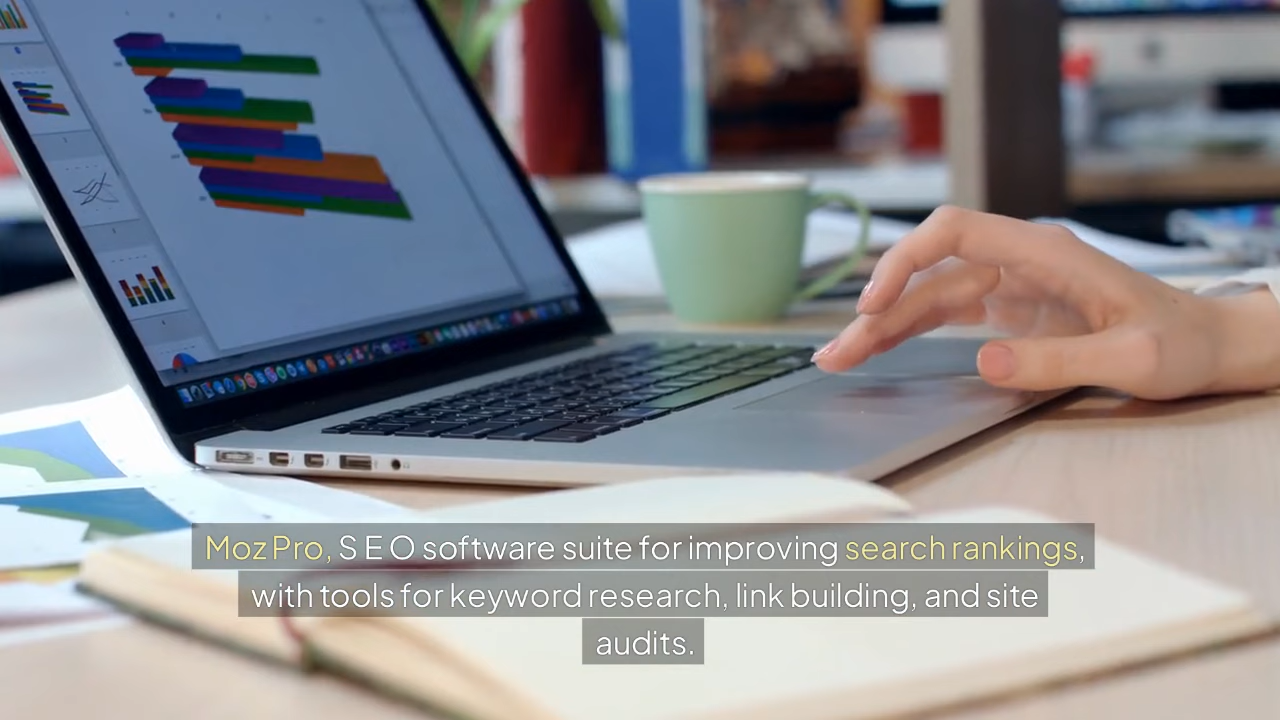 Moz Pro, S E O software suite for improving search rankings,
with tools for keyword research, link building, and site
audits.